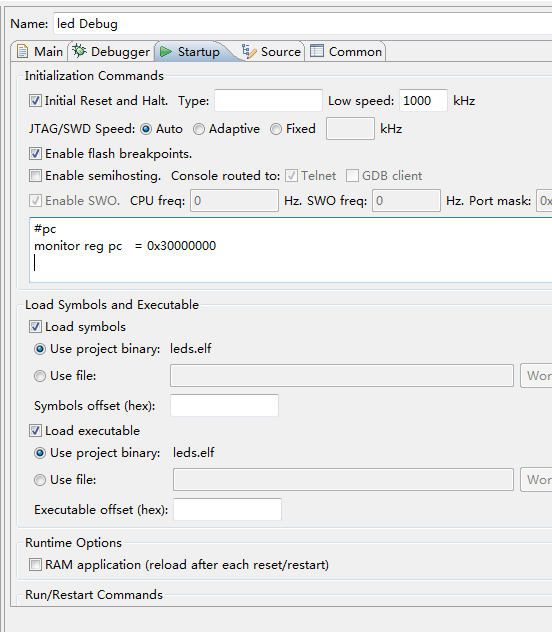 Name: led Debug
Main Debugger Startup Source Common
Initialization Commands
Initial Reset and Halt. Type: Low speed: 1000 kHz
JTAG/SWD Speed: Auto Adaptive Fixed kHz
Enable flash breakpoints.
Enable semihosting. Console routed to: Telnet GDB client
Enable SWO. CPU freq: 0 Hz. SWO freq: 0 Hz. Port mask: 0x
#pc
monitor reg pc = 0x30000000
Load Symbols and Executable
Load symbols
Use project binary: leds.elf
Use file: Wor
Symbols offset (hex):
Load executable
Use project binary: leds.elf
Use file: Wor
Executable offset (hex):
Runtime Options
RAM application (reload after each reset/restart)
Run/Restart Commands